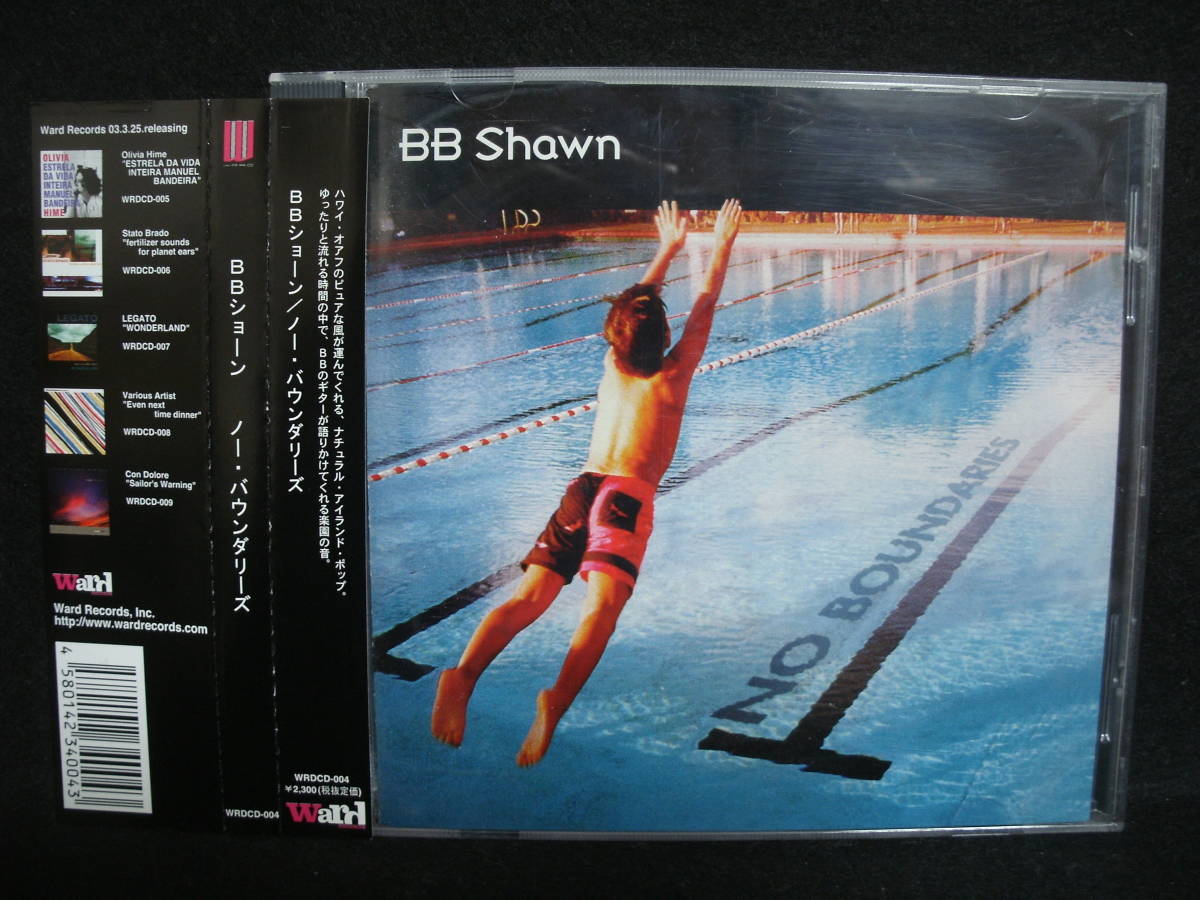 Ward Records 03.3.25.releasing
OLIVIA
ESTRELA
DA VIDA
INTEIRA
MANUEL
BANDEIRA
HIME
Olivia Hime
"ESTRELA DA VIDA
INTEIRA MANUEL
BANDEIRA"
WRDCD-005
Stato Brado
"fertilizer sounds
for planet ears"
WRDCD-006
LEGATO
LEGATO
"WONDERLAND"
WRDCD-007
Various Artist
"Even next
time dinner"
WRDCD-008
Con Dolore
"Sailor's Warning"
WRDCD-009
Ward
Ward Records, Inc.
http://www.wardrecords.com
4 580142 340043
BBショーン ノー・バウンダリーズ
WRDCD-004
ハワイ・オアフのピュアな風が運んでくれる、ナチュラル・アイランド・ポップ。
ゆったりと流れる時間の中で、BBのギターが語りかけてくれる楽園の音。
BBショーン/ノー・バウンダリーズ
WRDCD-004
¥2,300(税抜定価)
Ward
BB Shawn
NO BOUNDARIES